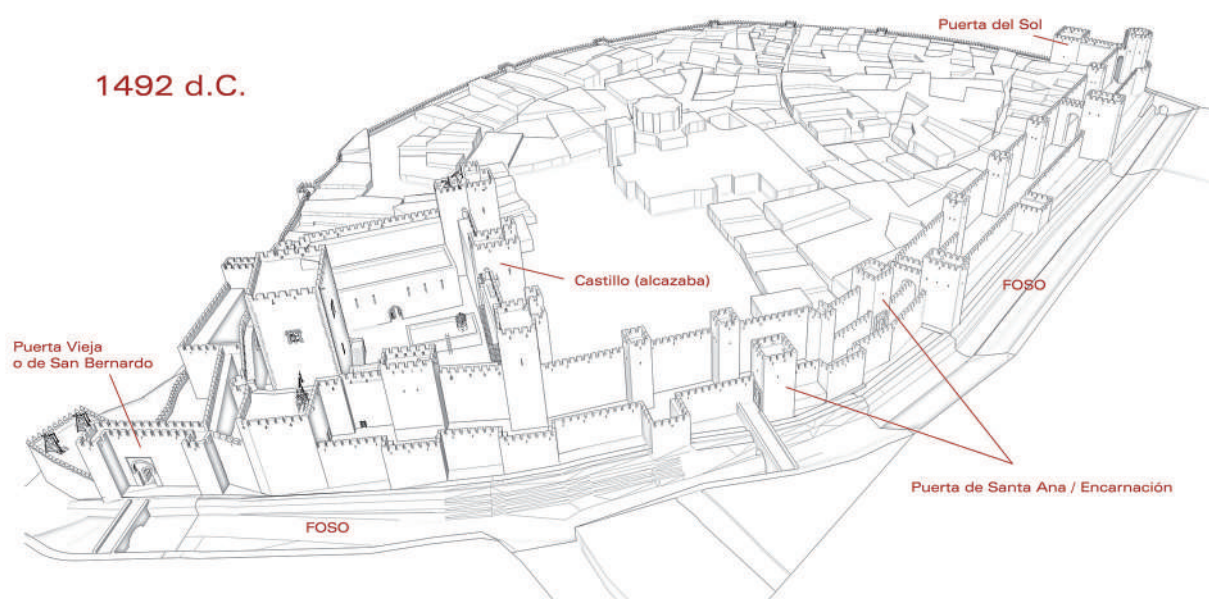 Puerta del Sol
1492 d.C.
Castillo (alcazaba)
FOSO
Puerta Vieja
o de San Bernardo
Puerta de Santa Ana / Encarnación
FOSO